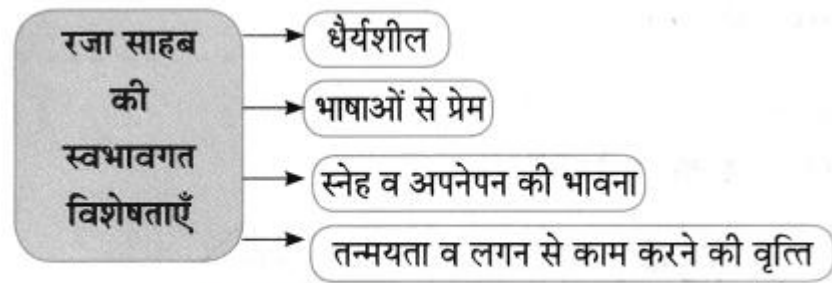 रजा साहब
की
स्वभावगत
विशेषताएँ
धैर्यशील
भाषाओं से प्रेम
स्नेह व अपनेपन की भावना
तन्मयता व लगन से काम करने की वृत्ति